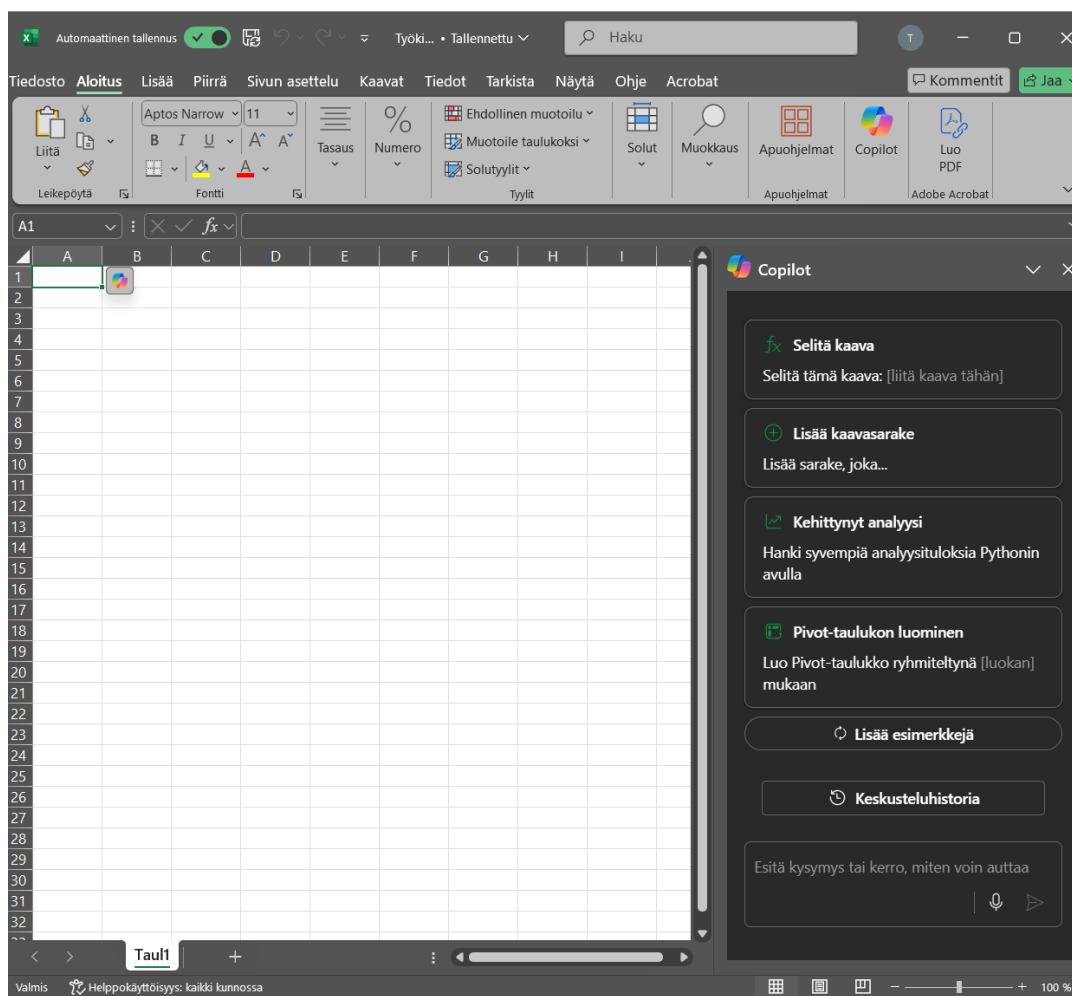 Automaattinen tallennus
Työki... • Tallennettu
Haku
T
Tiedosto Aloitus Lisää Piirrä Sivun asettelu Kaavat Tiedot Tarkista Näytä Ohje Acrobat
Kommentit
Jaa
Liitä
Leikepöytä
Aptos Narrow 11
B I U A A
A
Fontti
Tasaus
% Numero
Ehdollinen muotoilu
Muotoile taulukoksi
Solutyylit
Tyylit
Solut
Muokkaus
Apuohjelmat
Apuohjelmat
Copilot
Luo
PDF
Adobe Acrobat
A1
fx
A B C D E F G H I
1
2
3
4
5
6
7
8
9
10
11
12
13
14
15
16
17
18
19
20
21
22
23
24
25
26
27
28
29
30
31
32
Copilot
fx Selitä kaava
Selitä tämä kaava: [liitä kaava tähän]
Lisää kaavasarake
Lisää sarake, joka...
Kehittynyt analyysi
Hanki syvempiä analyysituloksia Pythonin
avulla
Pivot-taulukon luominen
Luo Pivot-taulukko ryhmiteltynä [luokan]
mukaan
Lisää esimerkkejä
Keskusteluhistoria
Esitä kysymys tai kerro, miten voin auttaa
Taul1
Valmis
Helppokäyttöisyys: kaikki kunnossa
100 %